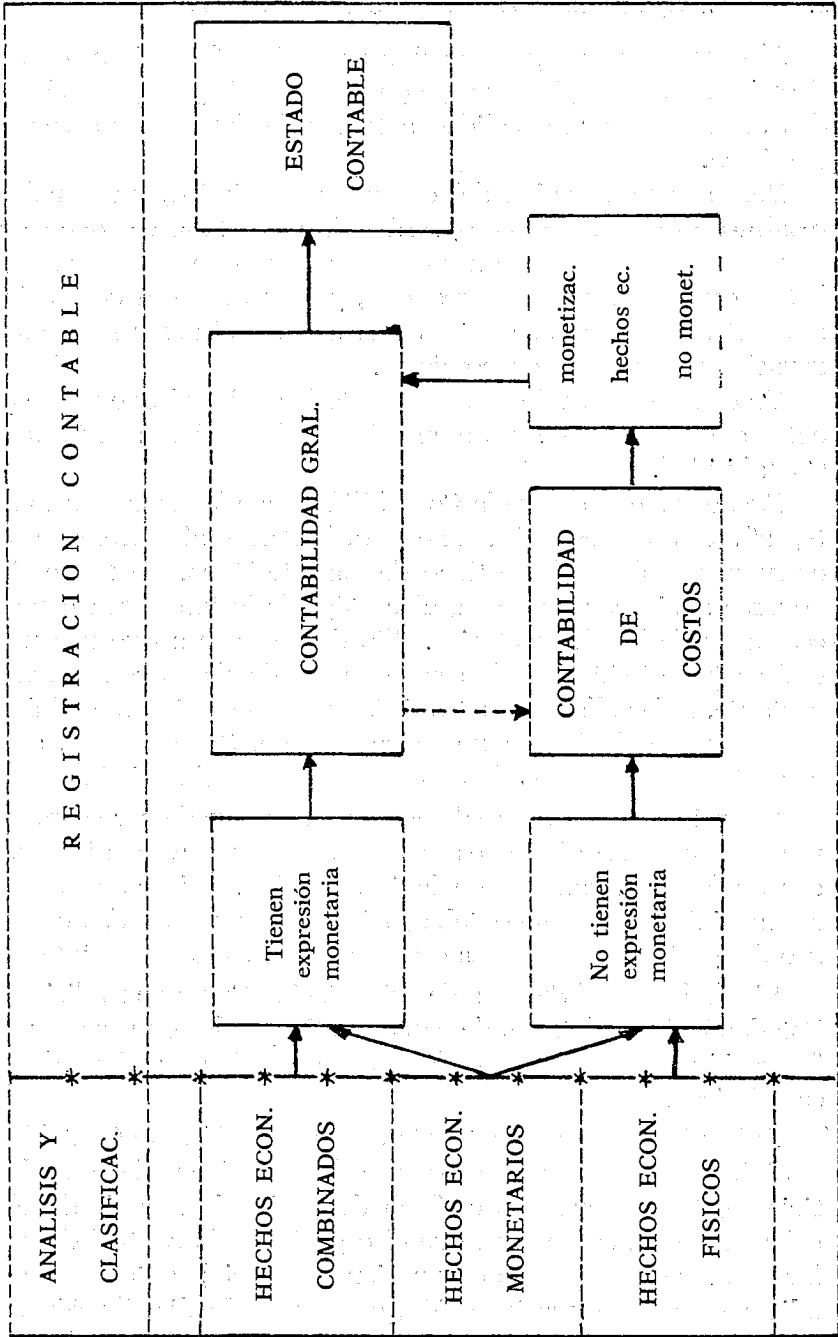 ANALISIS Y
CLASIFICAC.
REGISTRACION CONTABLE
HECHOS ECON.
COMBINADOS
HECHOS ECON.
MONETARIOS
HECHOS ECON.
FISICOS
Tienen
expresión
monetaria
No tienen
expresión
monetaria
CONTABILIDAD GRAL.
CONTABILIDAD
DE
COSTOS
monetizac.
hechos ec.
no monet.
ESTADO
CONTABLE